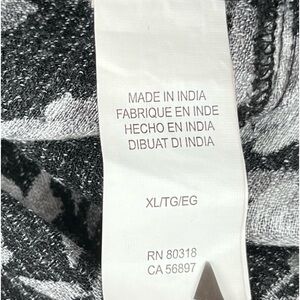 MADE IN INDIA
FABRIQUE EN INDE
HECHO EN INDIA
DIBUAT DI INDIA
XL/TG/EG
RN 80318
CA 56897